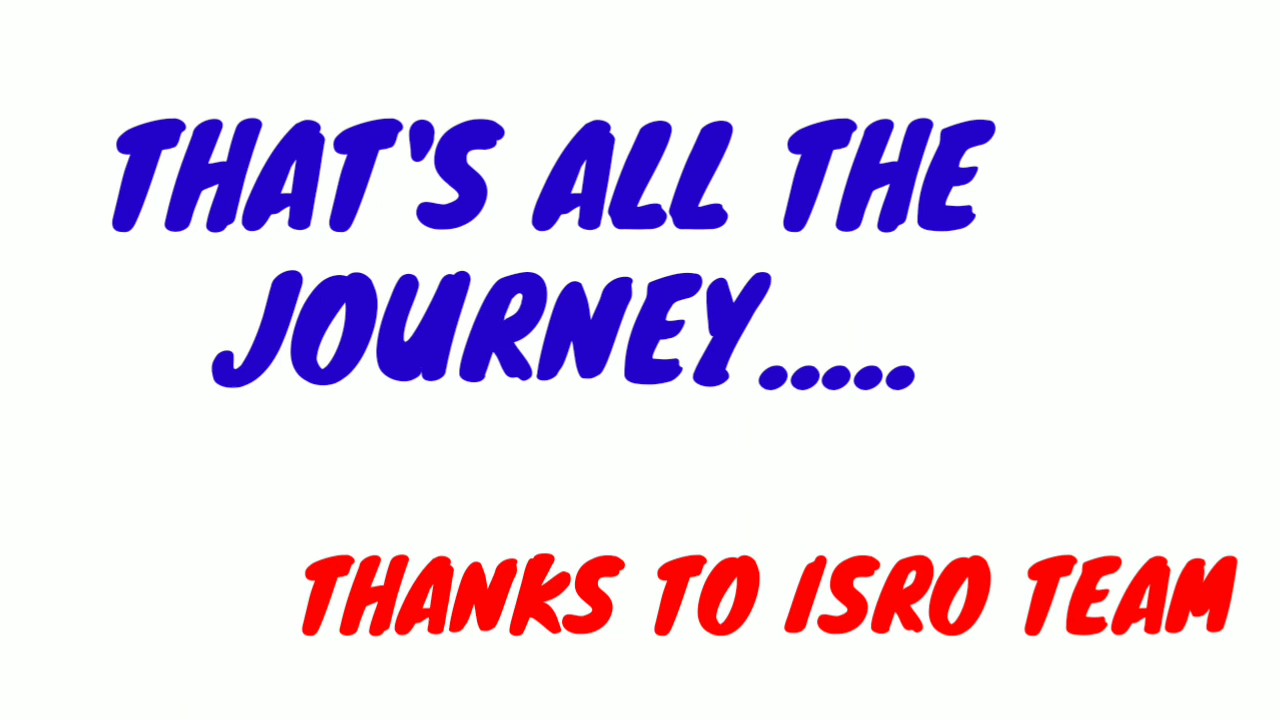 THAT'S ALL THE
JOURNEY.....
THANKS TO ISRO TEAM